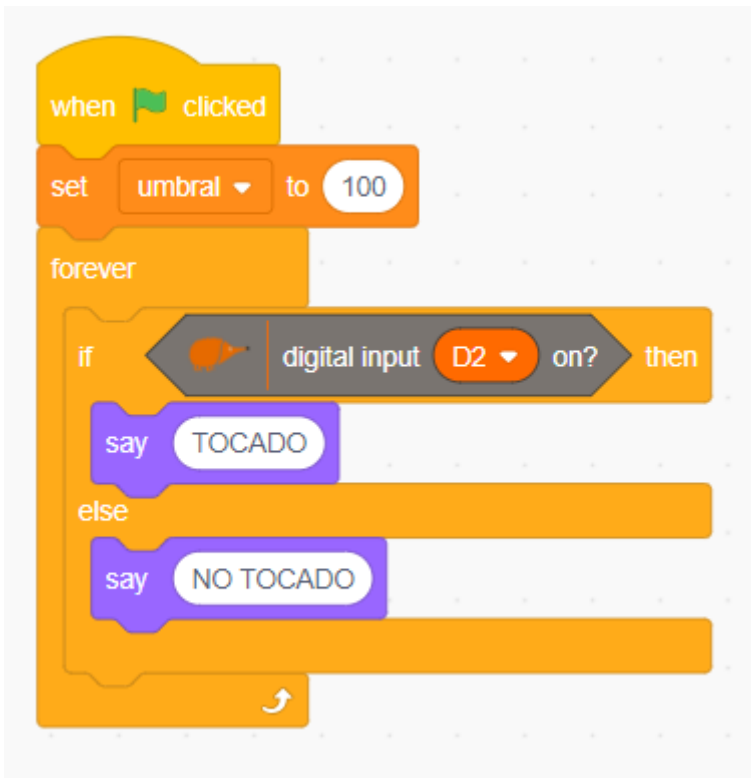 when clicked
set umbral to 100
forever
if digital input D2 on? then
say TOCADO
else
say NO TOCADO